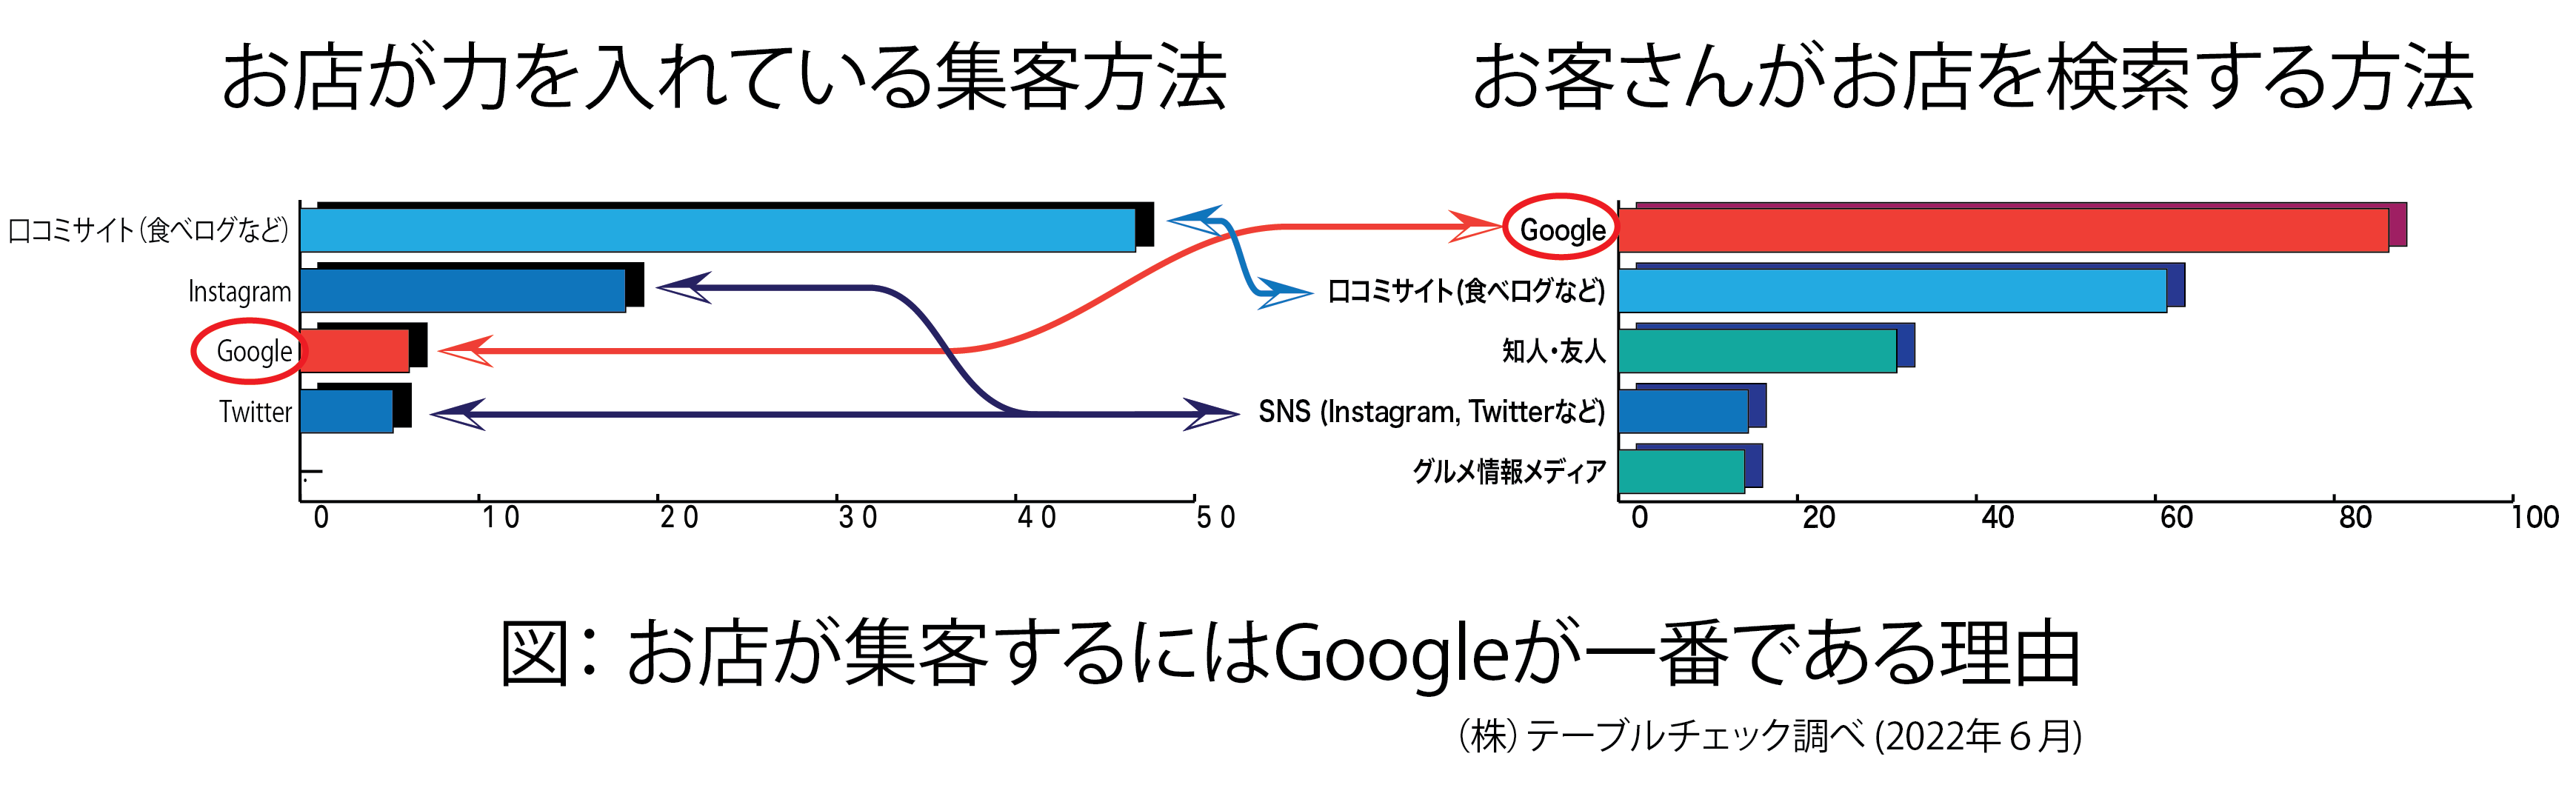 お店が力を入れている集客方法
口コミサイト（食べログなど）
Instagram
Google
Twitter
0 10 20 30 40 50
お客さんがお店を検索する方法
Google
口コミサイト(食べログなど)
知人・友人
SNS (Instagram, Twitterなど)
グルメ情報メディア
0 20 40 60 80 100
図：お店が集客するにはGoogleが一番である理由
（株）テーブルチェック調べ (2022年６月)